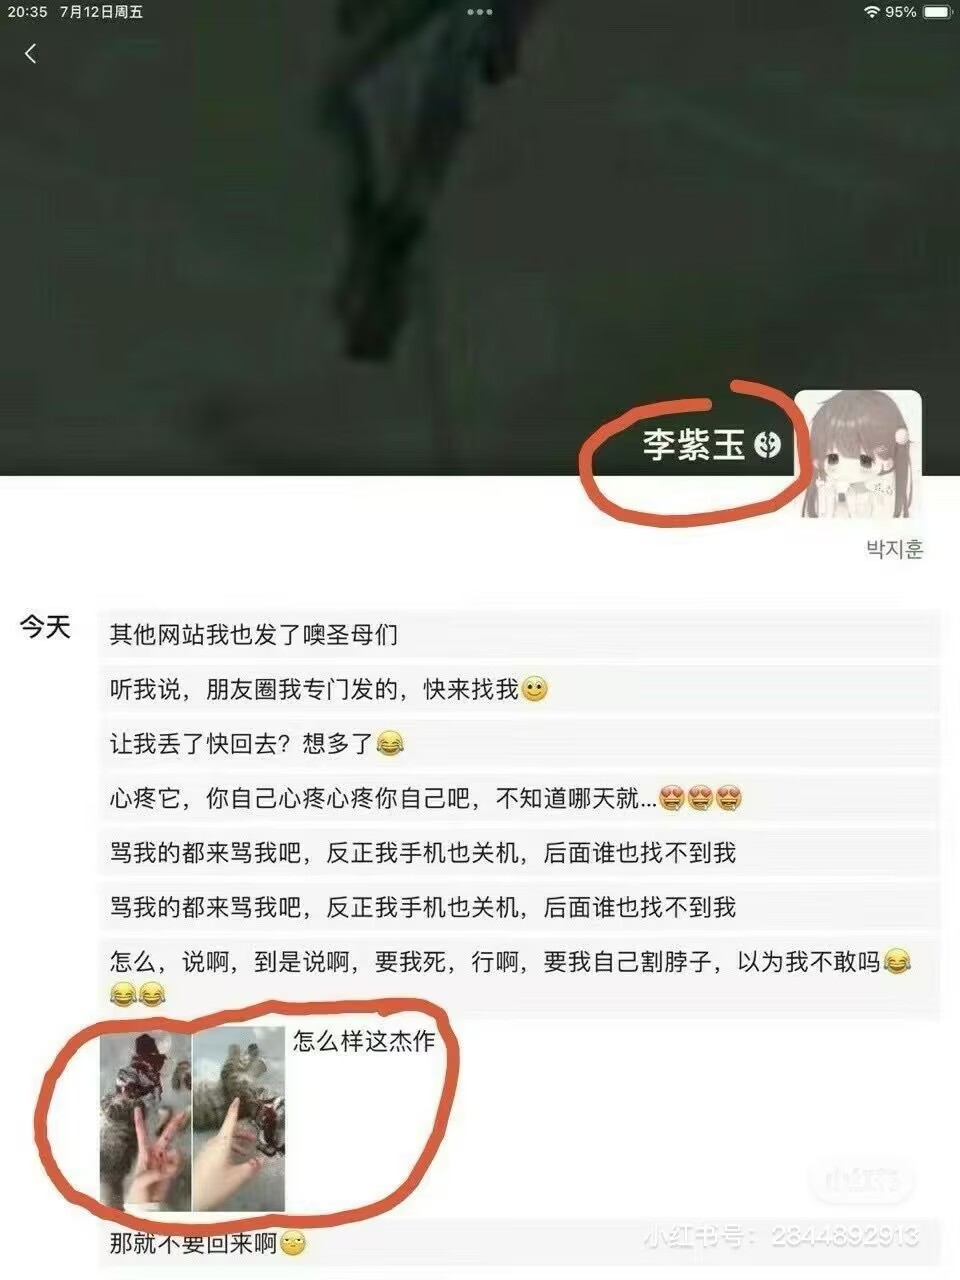 20:35 7月12日周五
95%
李紫玉
박지훈
今天
其他网站我也发了噢圣母们
听我说，朋友圈我专门发的，快来找我🙂
让我丢了快回去？想多了😂
心疼它，你自己心疼心疼你自己吧，不知道哪天就...😍😍😍
骂我的都来骂我吧，反正我手机也关机，后面谁也找不到我
骂我的都来骂我吧，反正我手机也关机，后面谁也找不到我
怎么，说啊，到是说啊，要我死，行啊，要我自己割脖子，以为我不敢吗😂
😂😂
怎么样这杰作
那就不要回来啊🙄
小红书
小红书号：2844892913